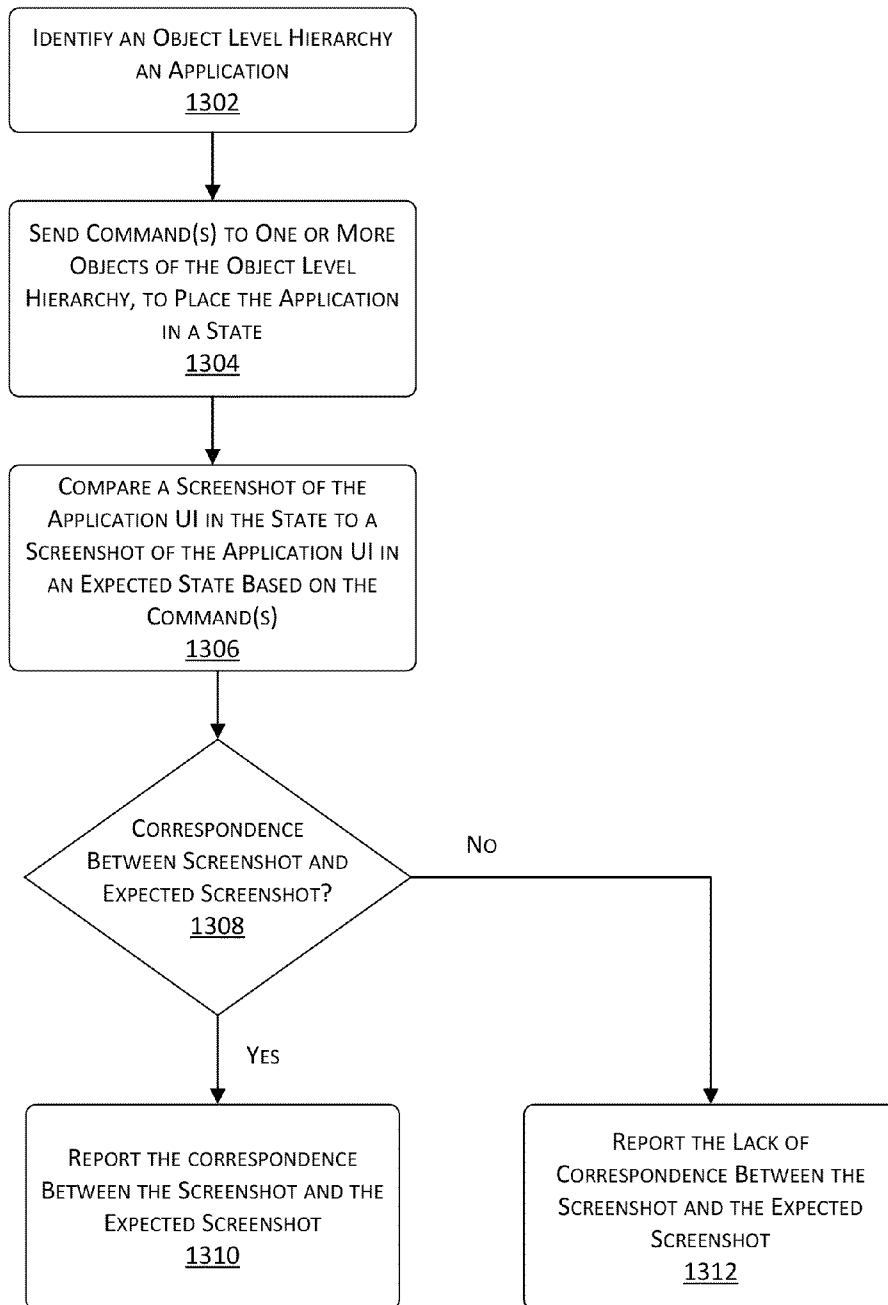 Identify an Object Level Hierarchy
an Application
1302
Send Command(s) to One or More
Objects of the Object Level
Hierarchy, to Place the Application
in a State
1304
Compare a Screenshot of the
Application UI in the State to a
Screenshot of the Application UI in
an Expected State Based on the
Command(s)
1306
Correspondence
Between Screenshot and
Expected Screenshot?
1308
No
Yes
Report the correspondence
Between the Screenshot and the
Expected Screenshot
1310
Report the Lack of
Correspondence Between the
Screenshot and the Expected
Screenshot
1312